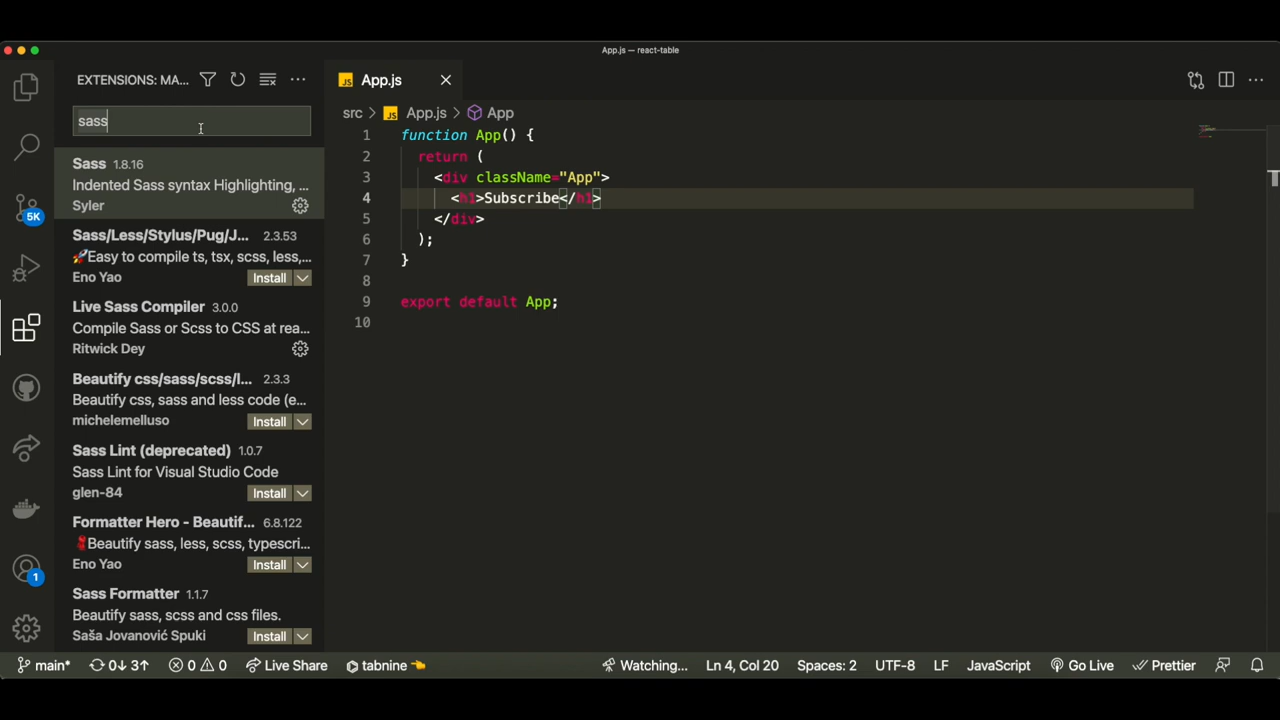 App.js — react-table
EXTENSIONS: MA...
sass
Sass 1.8.16
Indented Sass syntax Highlighting, ...
Syler
Sass/Less/Stylus/Pug/J... 2.3.53
🚀Easy to compile ts, tsx, scss, less,...
Eno Yao Install
Live Sass Compiler 3.0.0
Compile Sass or Scss to CSS at rea...
Ritwick Dey
Beautify css/sass/scss/l... 2.3.3
Beautify css, sass and less code (e...
michelemelluso Install
Sass Lint (deprecated) 1.0.7
Sass Lint for Visual Studio Code
glen-84 Install
Formatter Hero - Beautif... 6.8.122
Beautify sass, less, scss, typescri...
Eno Yao Install
Sass Formatter 1.1.7
Beautify sass, scss and css files.
Saša Jovanović Spuki Install
5K
1
JS App.js
src > JS App.js > App
1 function App() {
2 return (
3 <div className="App">
4 <h1>Subscribe</h1>
5 </div>
6 );
7 }
8
9 export default App;
10
main* 0↓ 3↑ 0 0 Live Share tabnine 👈 Watching... Ln 4, Col 20 Spaces: 2 UTF-8 LF JavaScript Go Live Prettier